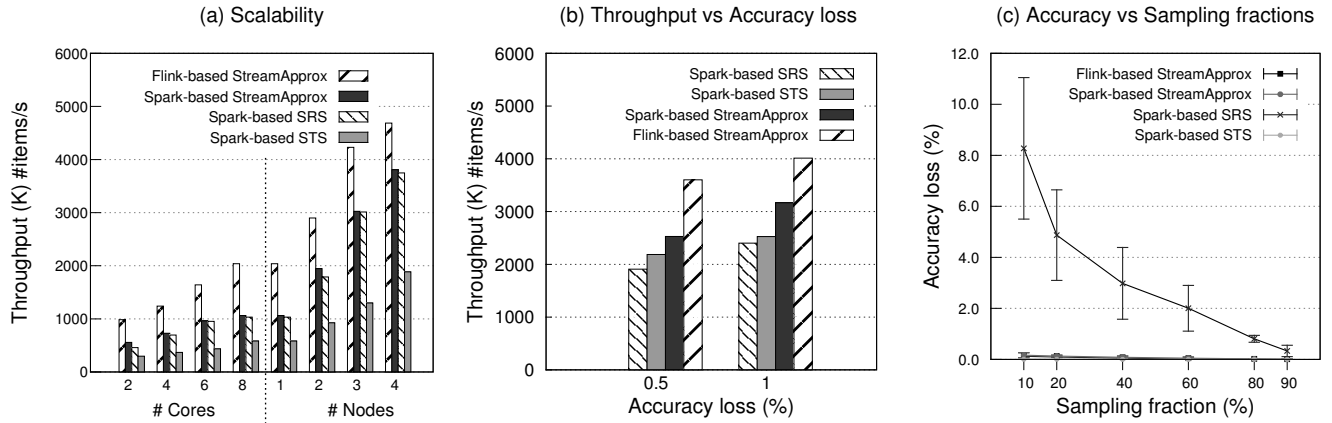 (a) Scalability
6000
5000
4000
3000
2000
1000
0
Throughput (K) #items/s
Flink-based StreamApprox
Spark-based StreamApprox
Spark-based SRS
Spark-based STS
2 4 6 8 1 2 3 4
# Cores # Nodes
(b) Throughput vs Accuracy loss
6000
5000
4000
3000
2000
1000
0
Throughput (K) #items/s
Spark-based SRS
Spark-based STS
Spark-based StreamApprox
Flink-based StreamApprox
0.5 1
Accuracy loss (%)
(c) Accuracy vs Sampling fractions
12.0
10.0
8.0
6.0
4.0
2.0
0.0
Accuracy loss (%)
Flink-based StreamApprox
Spark-based StreamApprox
Spark-based SRS
Spark-based STS
10 20 40 60 80 90
Sampling fraction (%)